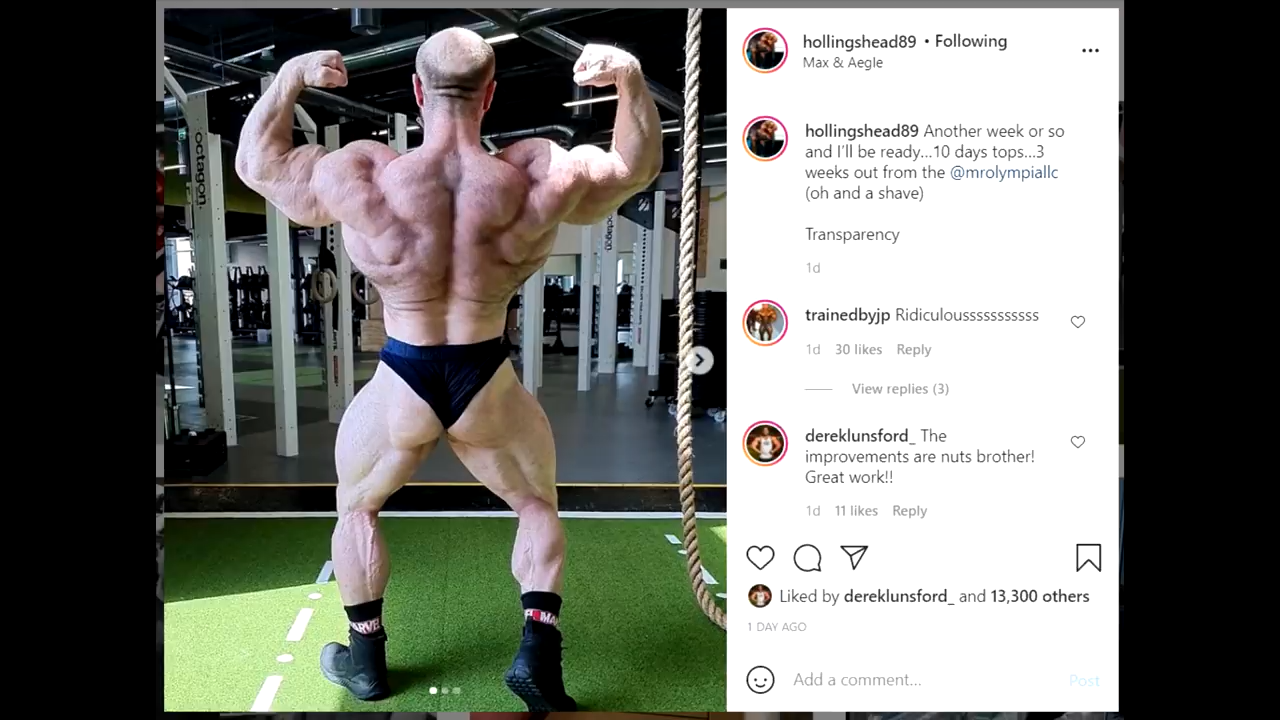 hollingshead89 • Following
Max & Aegle
hollingshead89 Another week or so
and I'll be ready...10 days tops...3
weeks out from the @mrolympiallc
(oh and a shave)
Transparency
1d
trainedbyjp Ridiculousssssssssss
1d 30 likes Reply
View replies (3)
dereklunsford_ The
improvements are nuts brother!
Great work!!
1d 11 likes Reply
Liked by dereklunsford_ and 13,300 others
1 DAY AGO
Add a comment... Post
octagon
octagon
MARVEL
MA